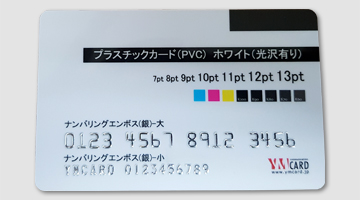 プラスチックカード(PVC) ホワイト(光沢有り)
7pt 8pt 9pt 10pt 11pt 12pt 13pt
ナンバリングエンボス(銀)-大
0123 4567 8912 3456
ナンバリングエンボス(銀)-小
YMCARD 0123456789
YM CARD
www.ymcard.jp